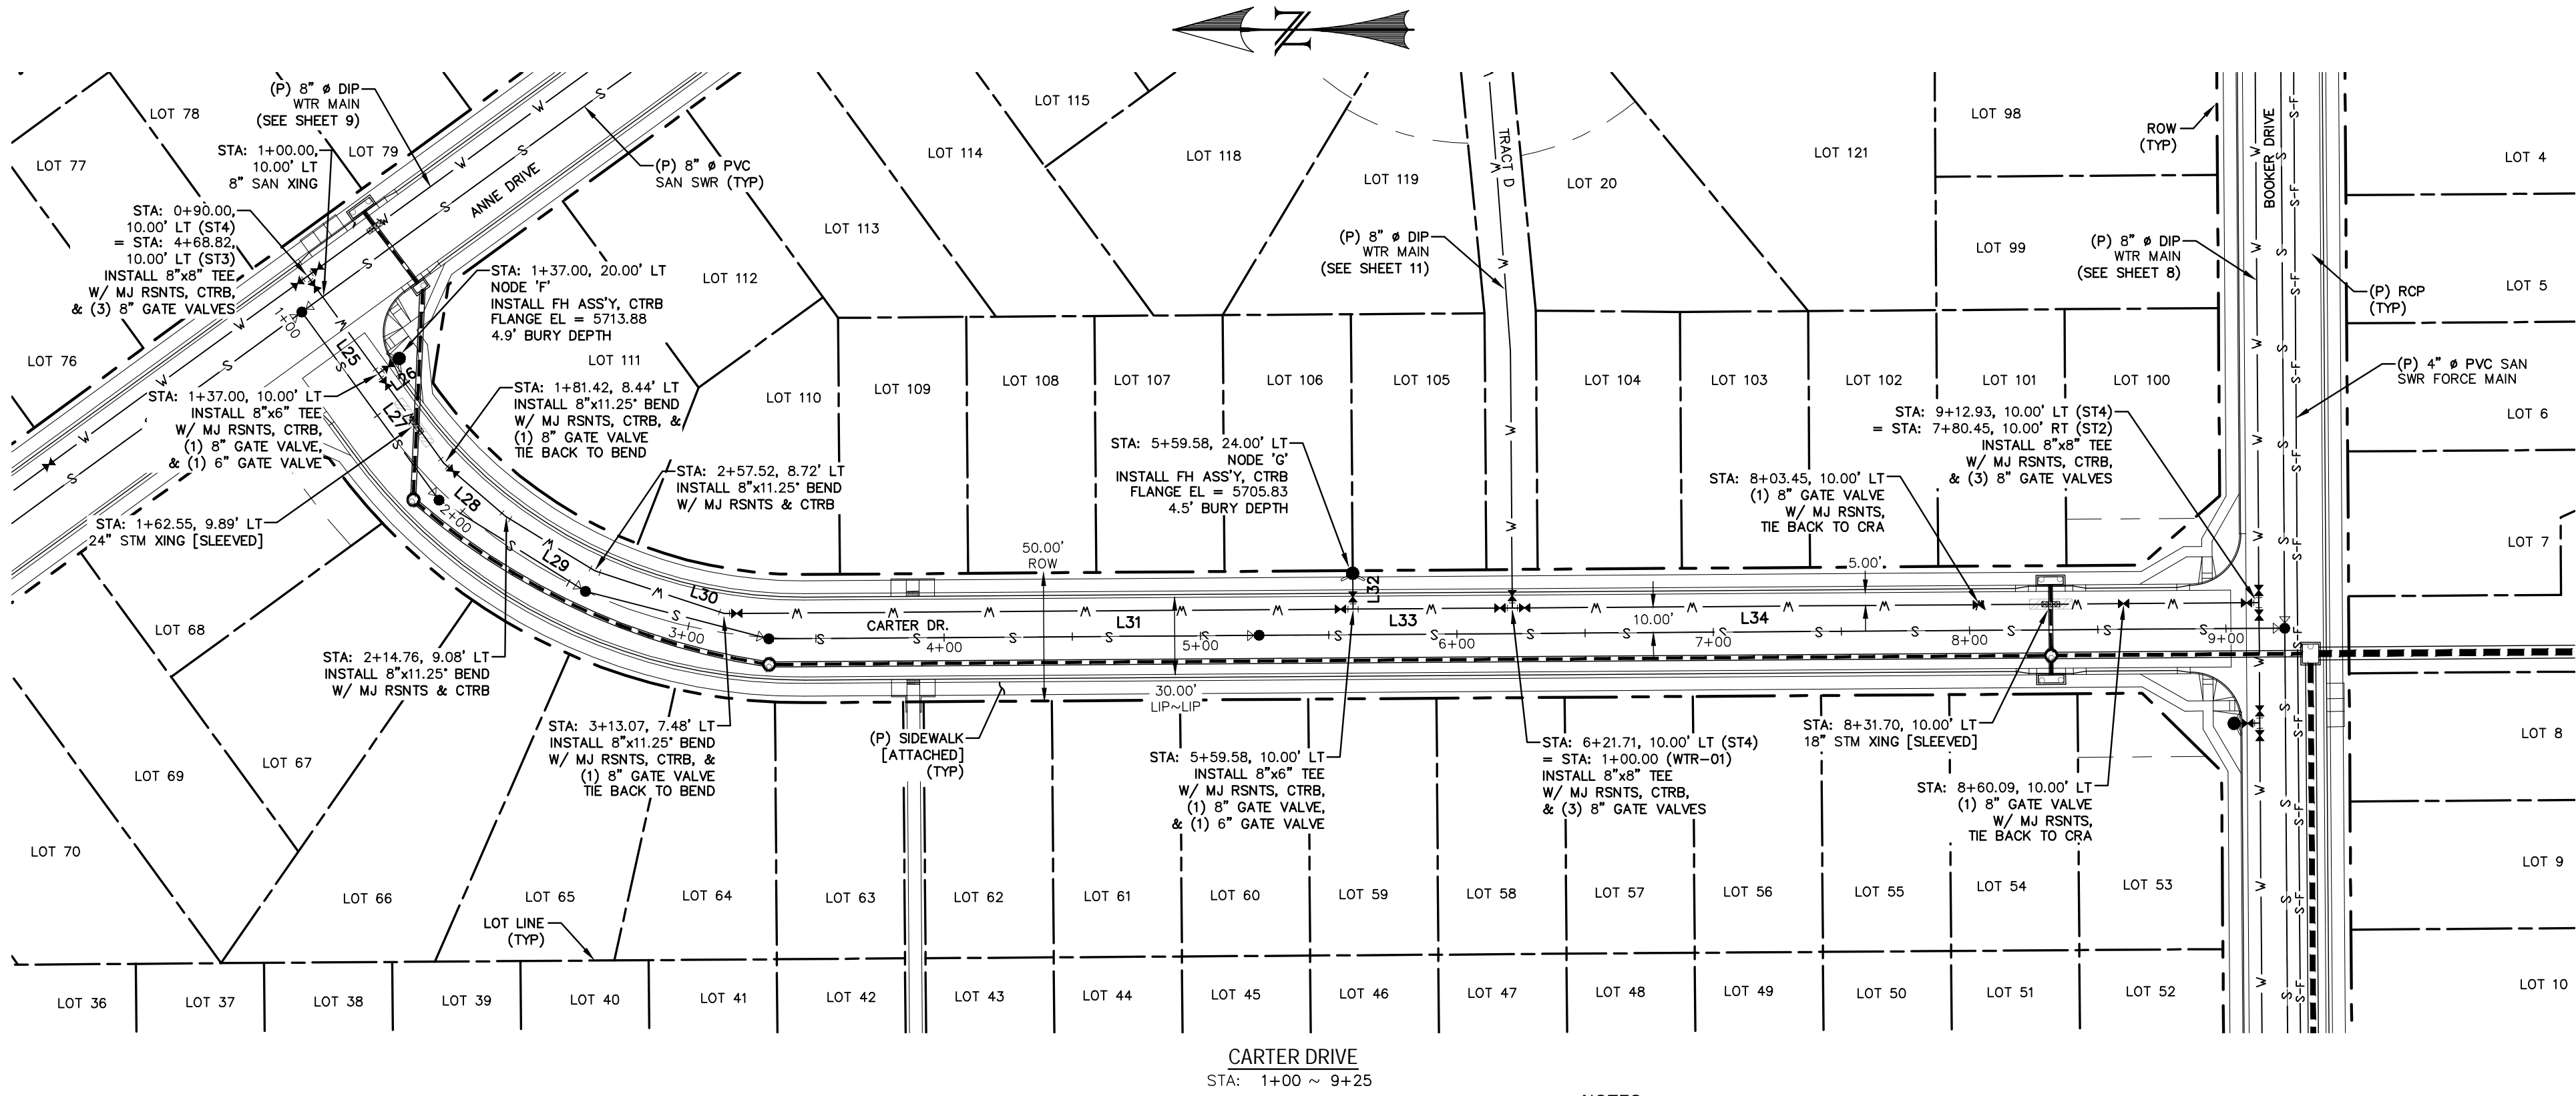 N
(P) 8" ø DIP
WTR MAIN
(SEE SHEET 9)
STA: 1+00.00,
10.00' LT
8" SAN XING
STA: 0+90.00,
10.00' LT (ST4)
= STA: 4+68.82,
10.00' LT (ST3)
INSTALL 8"x8" TEE
W/ MJ RSNTS, CTRB,
& (3) 8" GATE VALVES
LOT 78
LOT 77
LOT 79
LOT 76
ANNE DRIVE
(P) 8" ø PVC
SAN SWR (TYP)
STA: 1+37.00, 20.00' LT
NODE 'F'
INSTALL FH ASS'Y, CTRB
FLANGE EL = 5713.88
4.9' BURY DEPTH
STA: 1+37.00, 10.00' LT
INSTALL 8"x6" TEE
W/ MJ RSNTS, CTRB,
(1) 8" GATE VALVE,
& (1) 6" GATE VALVE
STA: 1+81.42, 8.44' LT
INSTALL 8"x11.25° BEND
W/ MJ RSNTS, CTRB, &
(1) 8" GATE VALVE
TIE BACK TO BEND
STA: 2+57.52, 8.72' LT
INSTALL 8"x11.25° BEND
W/ MJ RSNTS & CTRB
STA: 1+62.55, 9.89' LT
24" STM XING [SLEEVED]
STA: 2+14.76, 9.08' LT
INSTALL 8"x11.25° BEND
W/ MJ RSNTS & CTRB
STA: 3+13.07, 7.48' LT
INSTALL 8"x11.25° BEND
W/ MJ RSNTS, CTRB, &
(1) 8" GATE VALVE
TIE BACK TO BEND
LOT 115
LOT 114
LOT 118
LOT 113
LOT 112
LOT 111
LOT 119
TRACT D
LOT 20
LOT 121
LOT 98
LOT 99
ROW
(TYP)
BOOKER DRIVE
(P) 8" ø DIP
WTR MAIN
(SEE SHEET 11)
(P) 8" ø DIP
WTR MAIN
(SEE SHEET 8)
(P) RCP
(TYP)
(P) 4" ø PVC SAN
SWR FORCE MAIN
LOT 4
LOT 5
LOT 6
LOT 7
LOT 8
LOT 9
LOT 10
LOT 110
LOT 109
LOT 108
LOT 107
LOT 106
LOT 105
LOT 104
LOT 103
LOT 102
LOT 101
LOT 100
STA: 5+59.58, 24.00' LT
NODE 'G'
INSTALL FH ASS'Y, CTRB
FLANGE EL = 5705.83
4.5' BURY DEPTH
STA: 9+12.93, 10.00' LT (ST4)
= STA: 7+80.45, 10.00' RT (ST2)
INSTALL 8"x8" TEE
W/ MJ RSNTS, CTRB,
& (3) 8" GATE VALVES
STA: 8+03.45, 10.00' LT
(1) 8" GATE VALVE
W/ MJ RSNTS,
TIE BACK TO CRA
50.00'
ROW
5.00'
10.00'
30.00'
LIP~LIP
CARTER DR.
L25
L26
L27
L28
L29
L30
L31
L32
L33
L34
1+00
2+00
3+00
4+00
5+00
6+00
7+00
8+00
9+00
(P) SIDEWALK
[ATTACHED]
(TYP)
STA: 5+59.58, 10.00' LT
INSTALL 8"x6" TEE
W/ MJ RSNTS, CTRB,
(1) 8" GATE VALVE,
& (1) 6" GATE VALVE
STA: 6+21.71, 10.00' LT (ST4)
= STA: 1+00.00 (WTR-01)
INSTALL 8"x8" TEE
W/ MJ RSNTS, CTRB,
& (3) 8" GATE VALVES
STA: 8+31.70, 10.00' LT
18" STM XING [SLEEVED]
STA: 8+60.09, 10.00' LT
(1) 8" GATE VALVE
W/ MJ RSNTS,
TIE BACK TO CRA
LOT 68
LOT 69
LOT 67
LOT 70
LOT 66
LOT 65
LOT 64
LOT 63
LOT 62
LOT 61
LOT 60
LOT 59
LOT 58
LOT 57
LOT 56
LOT 55
LOT 54
LOT 53
LOT LINE
(TYP)
LOT 36
LOT 37
LOT 38
LOT 39
LOT 40
LOT 41
LOT 42
LOT 43
LOT 44
LOT 45
LOT 46
LOT 47
LOT 48
LOT 49
LOT 50
LOT 51
LOT 52
CARTER DRIVE
STA: 1+00 ~ 9+25